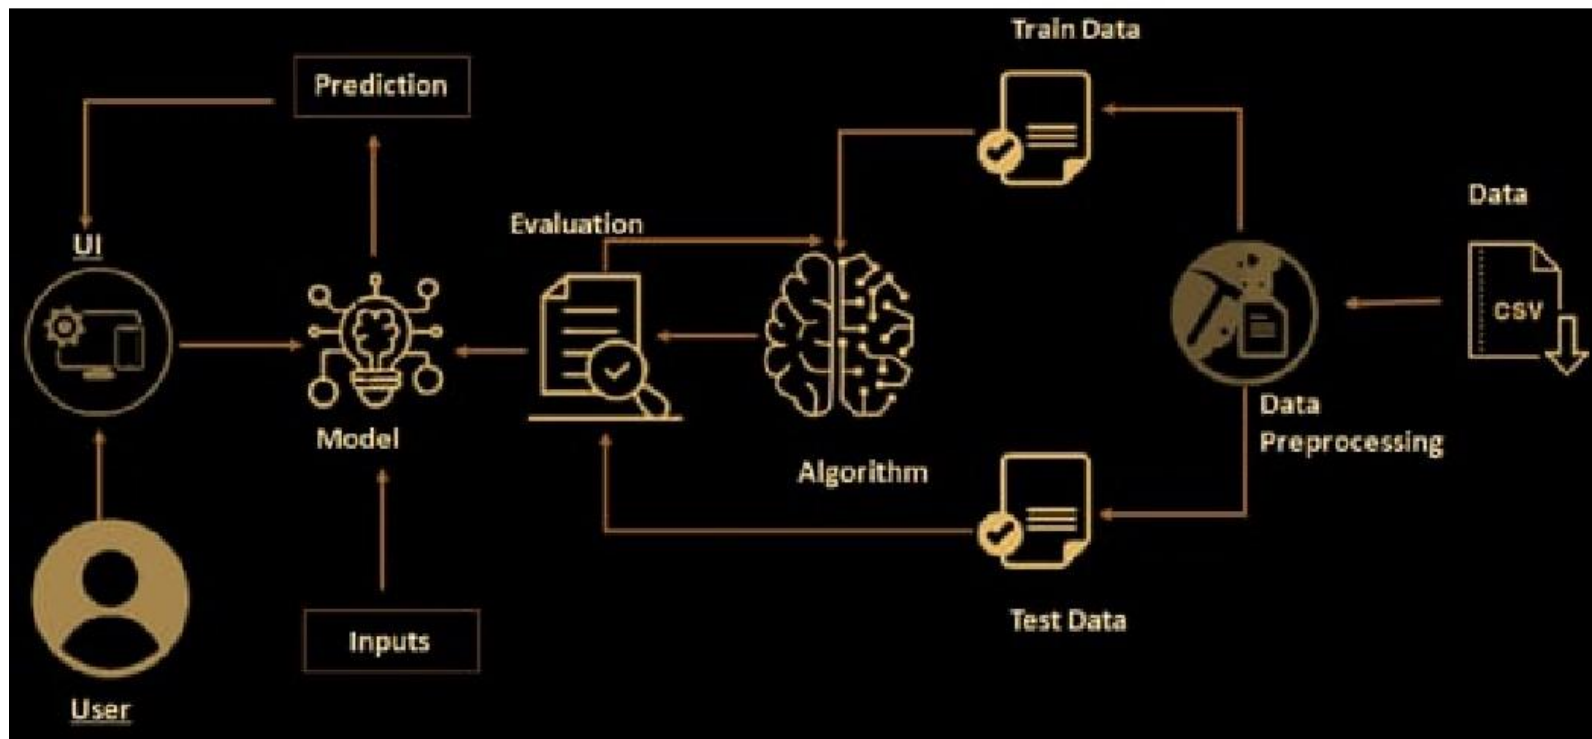 Train Data
Prediction
Data
Evaluation
UI
CSV
Data
Preprocessing
Model
Algorithm
Test Data
Inputs
User